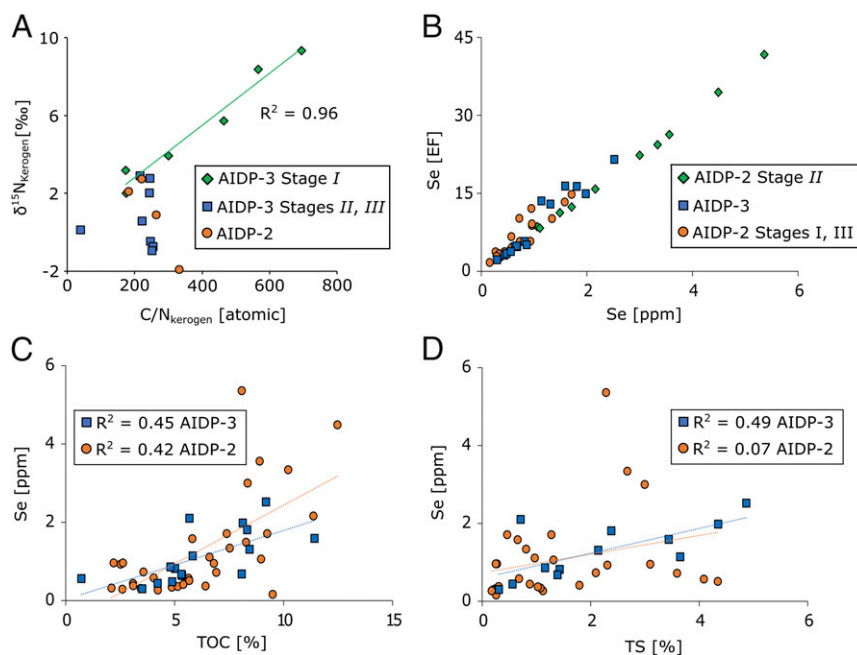 A
10
6
2
-2
δ¹⁵N_Kerogen [‰]
R² = 0.96
AIDP-3 Stage I
AIDP-3 Stages II, III
AIDP-2
0 200 400 600 800
C/N_kerogen [atomic]
B
45
30
15
0
Se [EF]
AIDP-2 Stage II
AIDP-3
AIDP-2 Stages I, III
0 2 4 6
Se [ppm]
C
6
4
2
0
Se [ppm]
R² = 0.45 AIDP-3
R² = 0.42 AIDP-2
0 5 10 15
TOC [%]
D
6
4
2
0
Se [ppm]
R² = 0.49 AIDP-3
R² = 0.07 AIDP-2
0 2 4 6
TS [%]